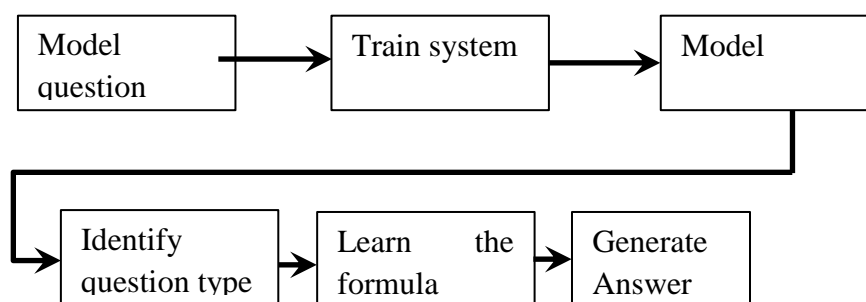 Model
question
Train system
Model
Identify
question type
Learn the
formula
Generate
Answer